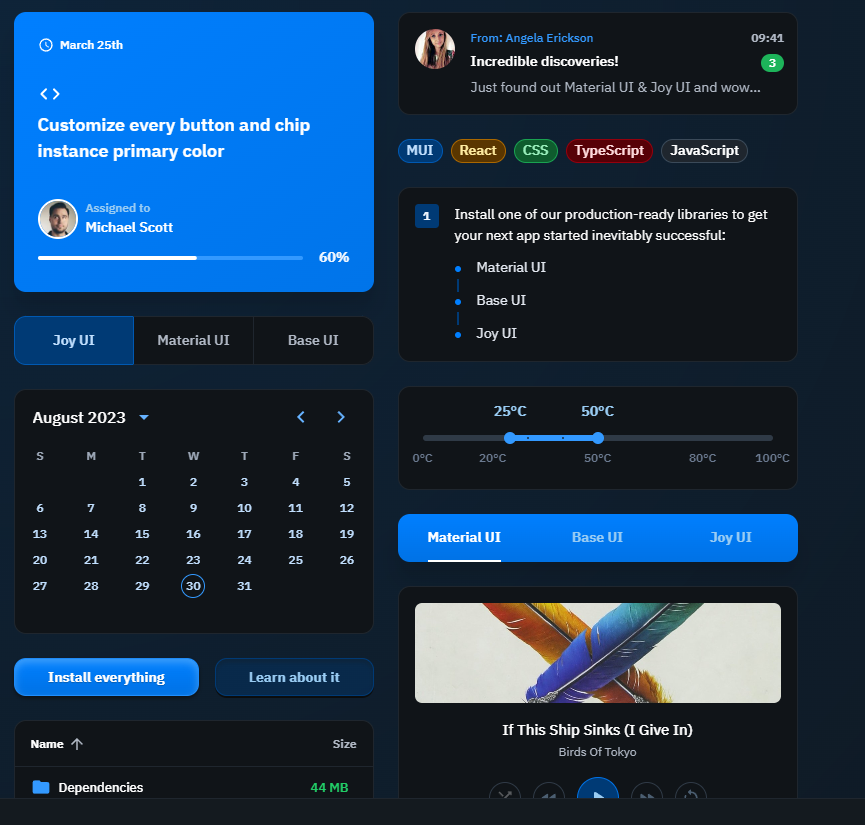 March 25th
Customize every button and chip
instance primary color
Assigned to
Michael Scott
60%
Joy UI Material UI Base UI
August 2023
S M T W T F S
1 2 3 4 5
6 7 8 9 10 11 12
13 14 15 16 17 18 19
20 21 22 23 24 25 26
27 28 29 30 31
Install everything Learn about it
Name Size
Dependencies 44 MB
From: Angela Erickson 09:41
Incredible discoveries! 3
Just found out Material UI & Joy UI and wow...
MUI React CSS TypeScript JavaScript
1 Install one of our production-ready libraries to get
your next app started inevitably successful:
Material UI
Base UI
Joy UI
25°C 50°C
0°C 20°C 50°C 80°C 100°C
Material UI Base UI Joy UI
If This Ship Sinks (I Give In)
Birds Of Tokyo